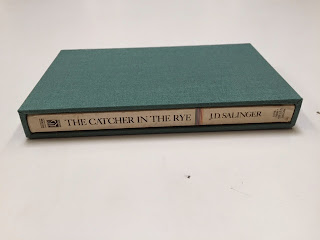 THE CATCHER IN THE RYE
J.D.SALINGER